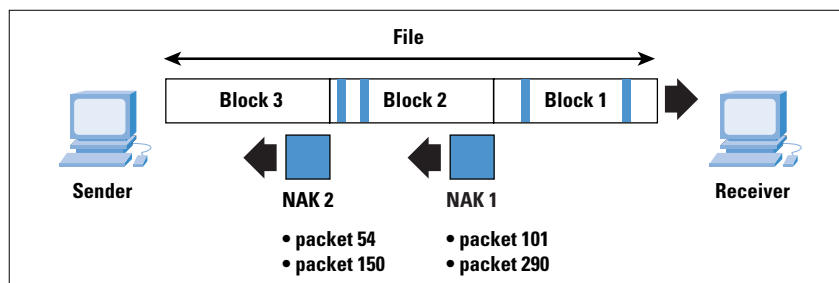 File
Block 3 Block 2 Block 1
Sender Receiver
NAK 2 NAK 1
• packet 54 • packet 101
• packet 150 • packet 290